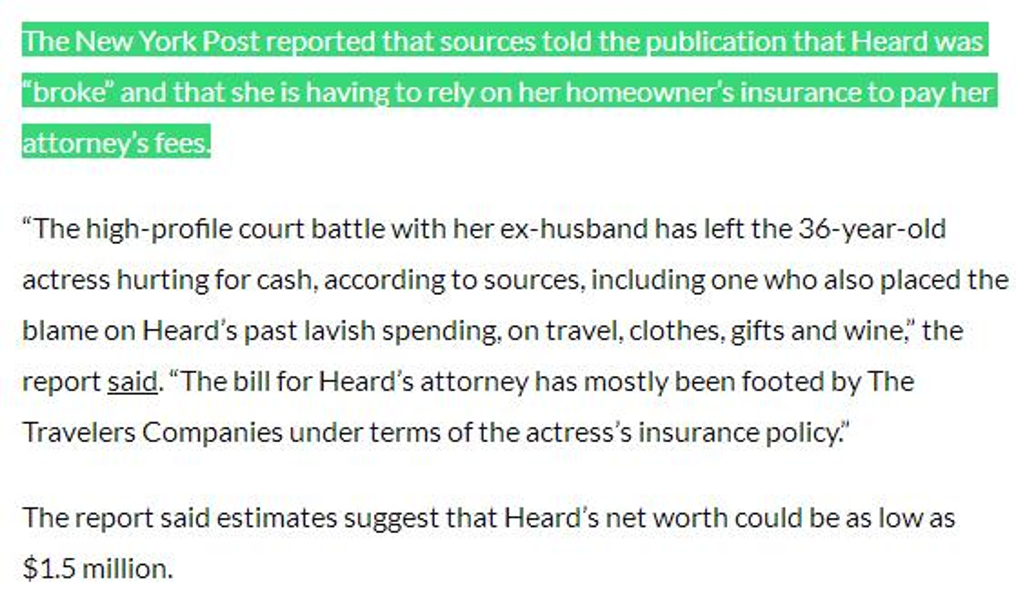 The New York Post reported that sources told the publication that Heard was
“broke” and that she is having to rely on her homeowner’s insurance to pay her
attorney’s fees.
“The high-profile court battle with her ex-husband has left the 36-year-old
actress hurting for cash, according to sources, including one who also placed the
blame on Heard’s past lavish spending, on travel, clothes, gifts and wine,” the
report said. “The bill for Heard’s attorney has mostly been footed by The
Travelers Companies under terms of the actress’s insurance policy.”
The report said estimates suggest that Heard’s net worth could be as low as
$1.5 million.